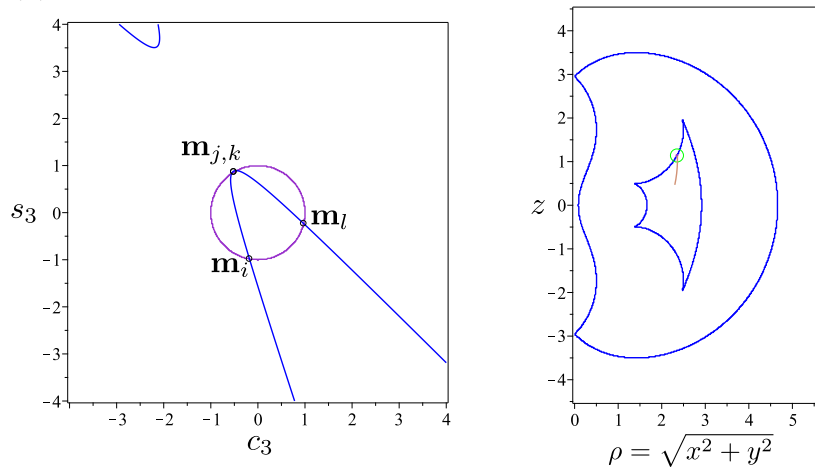 4
3
2
1
0
−1
−2
−3
−4
s₃
−3 −2 −1 0 1 2 3 4
c₃
m_{j,k}
m_l
m_i
4
3
2
1
0
−1
−2
−3
−4
z
0 1 2 3 4 5
ρ = √(x² + y²)